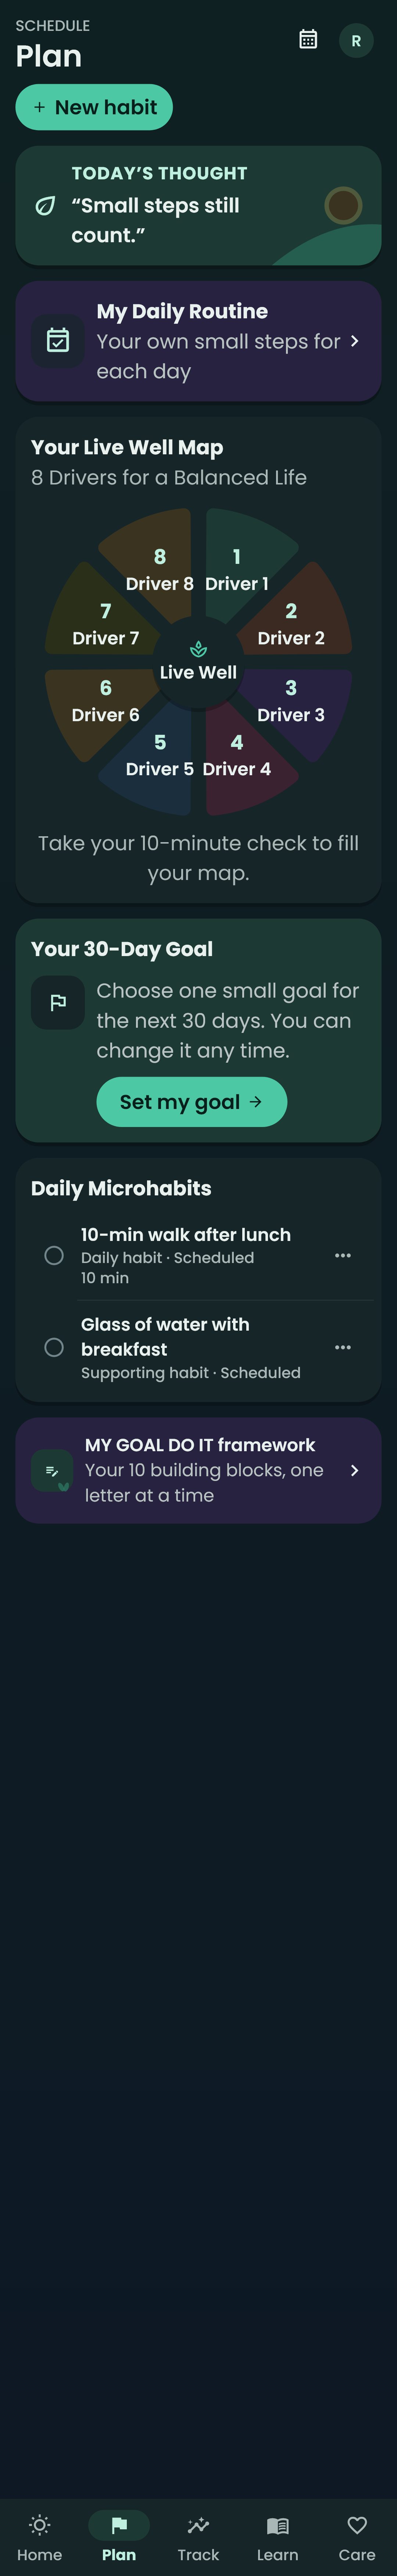 SCHEDULE
Plan
R
+ New habit
TODAY'S THOUGHT
“Small steps still
count.”
My Daily Routine
Your own small steps for
each day
Your Live Well Map
8 Drivers for a Balanced Life
8
Driver 8
1
Driver 1
7
Driver 7
2
Driver 2
Live Well
6
Driver 6
3
Driver 3
5
Driver 5
4
Driver 4
Take your 10-minute check to fill
your map.
Your 30-Day Goal
Choose one small goal for
the next 30 days. You can
change it any time.
Set my goal →
Daily Microhabits
10-min walk after lunch
Daily habit · Scheduled
10 min
Glass of water with
breakfast
Supporting habit · Scheduled
MY GOAL DO IT framework
Your 10 building blocks, one
letter at a time
Home
Plan
Track
Learn
Care